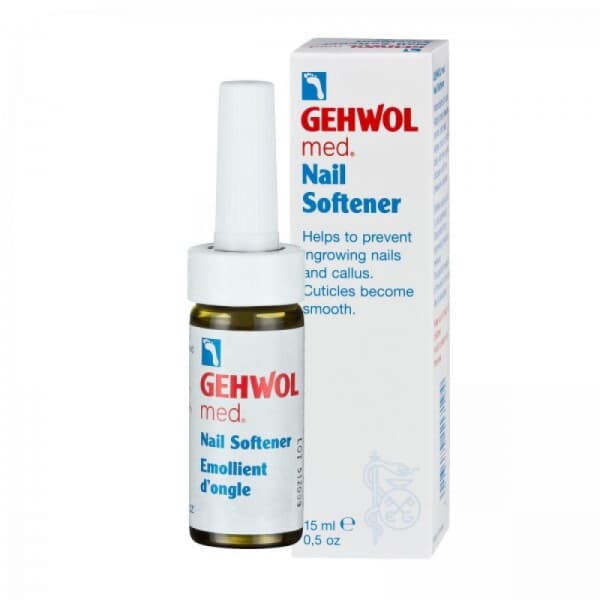 GEHWOL
med.
Nail
Softener
Helps to prevent
ingrowing nails
and callus.
Cuticles become
smooth.
15 ml e
0,5 oz
GEHWOL
med.
Nail Softener
Emollient
d'ongle